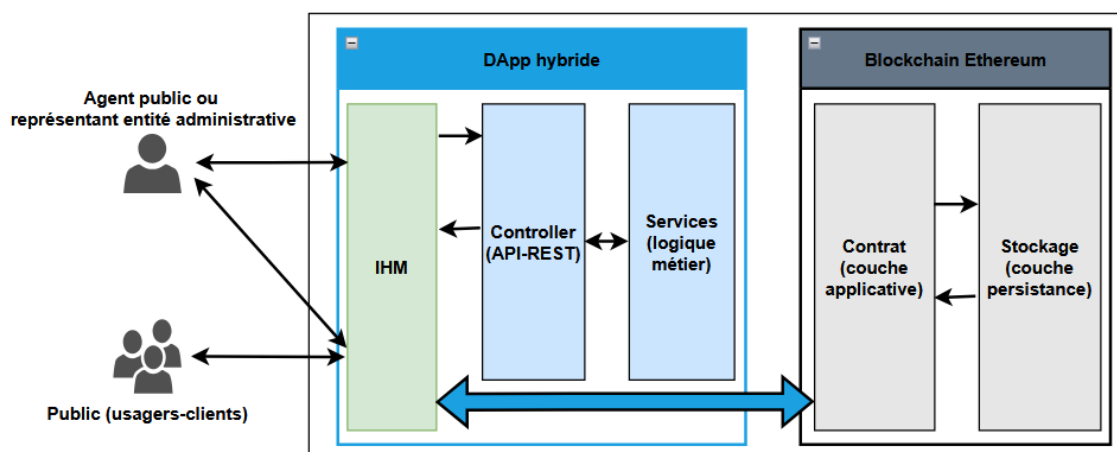 DApp hybride
Blockchain Ethereum
Agent public ou
représentant entité administrative
IHM
Controller
(API-REST)
Services
(logique
métier)
Contrat
(couche
applicative)
Stockage
(couche
persistance)
Public (usagers-clients)